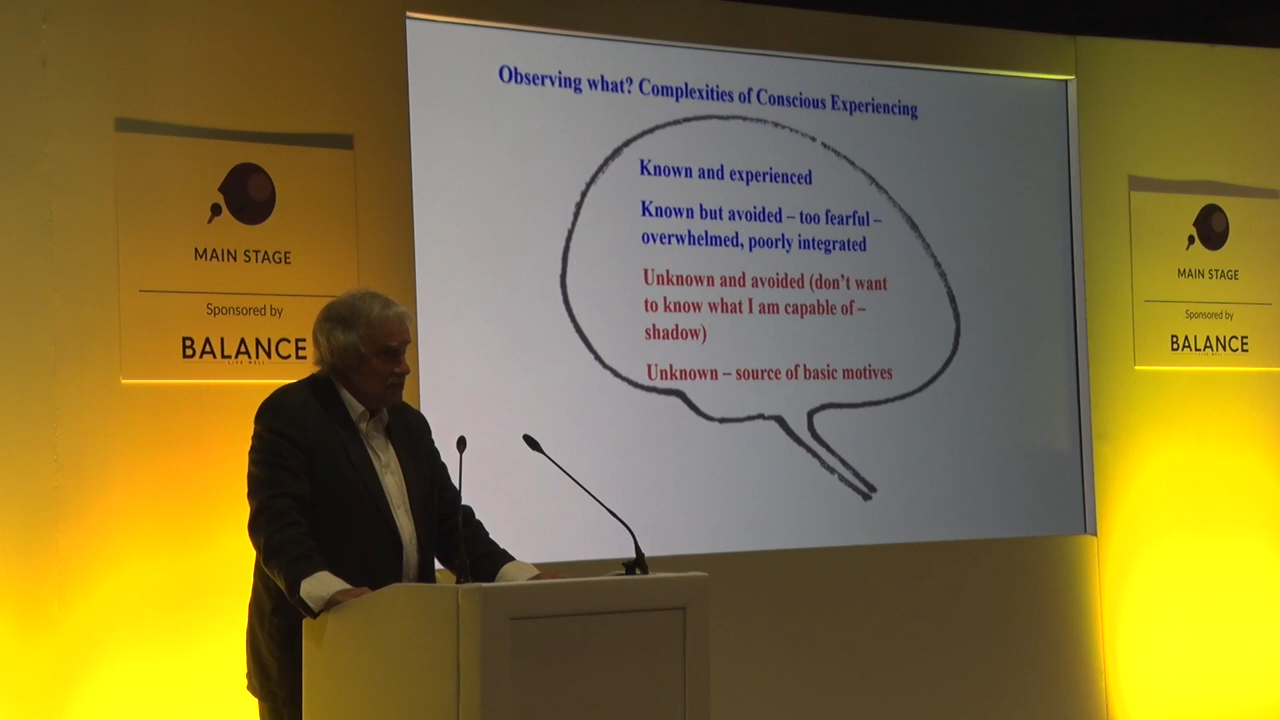 Observing what? Complexities of Conscious Experiencing
Known and experienced
Known but avoided – too fearful –
overwhelmed, poorly integrated
Unknown and avoided (don’t want
to know what I am capable of –
shadow)
Unknown – source of basic motives
MAIN STAGE
Sponsored by
BALANCE
LIVE WELL
MAIN STAGE
Sponsored by
BALANCE